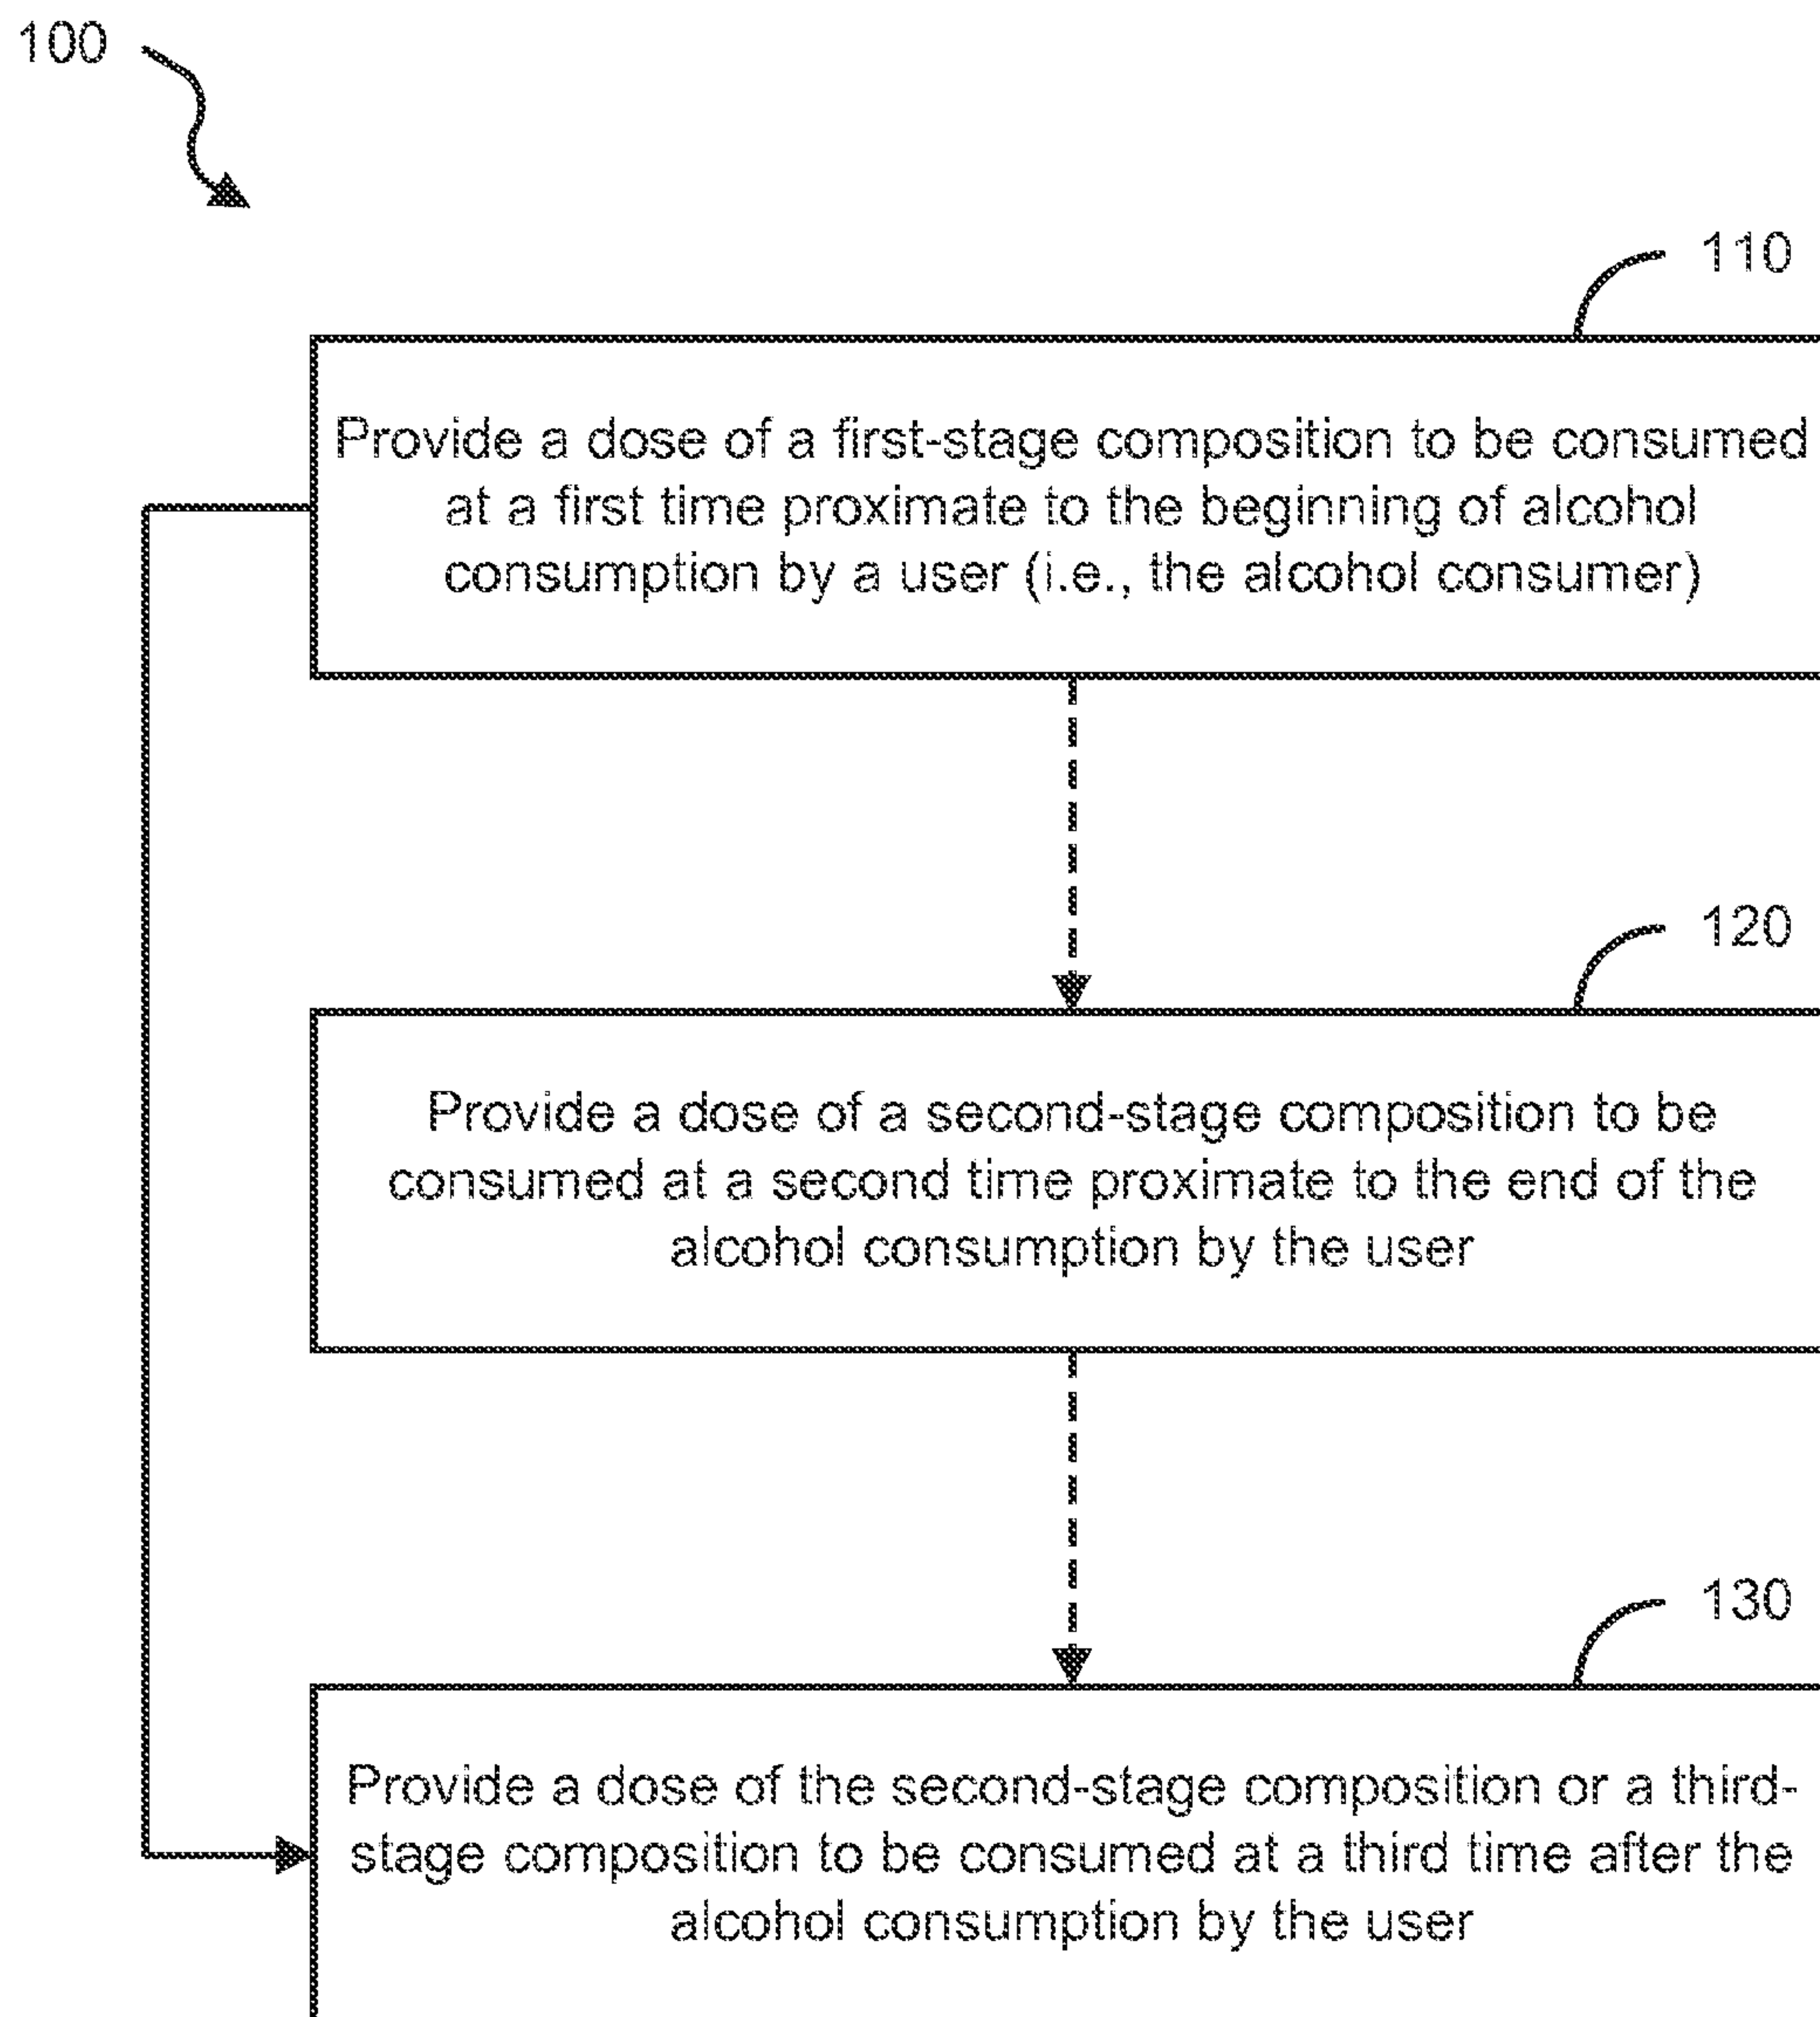 100
110
Provide a dose of a first-stage composition to be consumed
at a first time proximate to the beginning of alcohol
consumption by a user (i.e., the alcohol consumer)
120
Provide a dose of a second-stage composition to be
consumed at a second time proximate to the end of the
alcohol consumption by the user
130
Provide a dose of the second-stage composition or a third-
stage composition to be consumed at a third time after the
alcohol consumption by the user